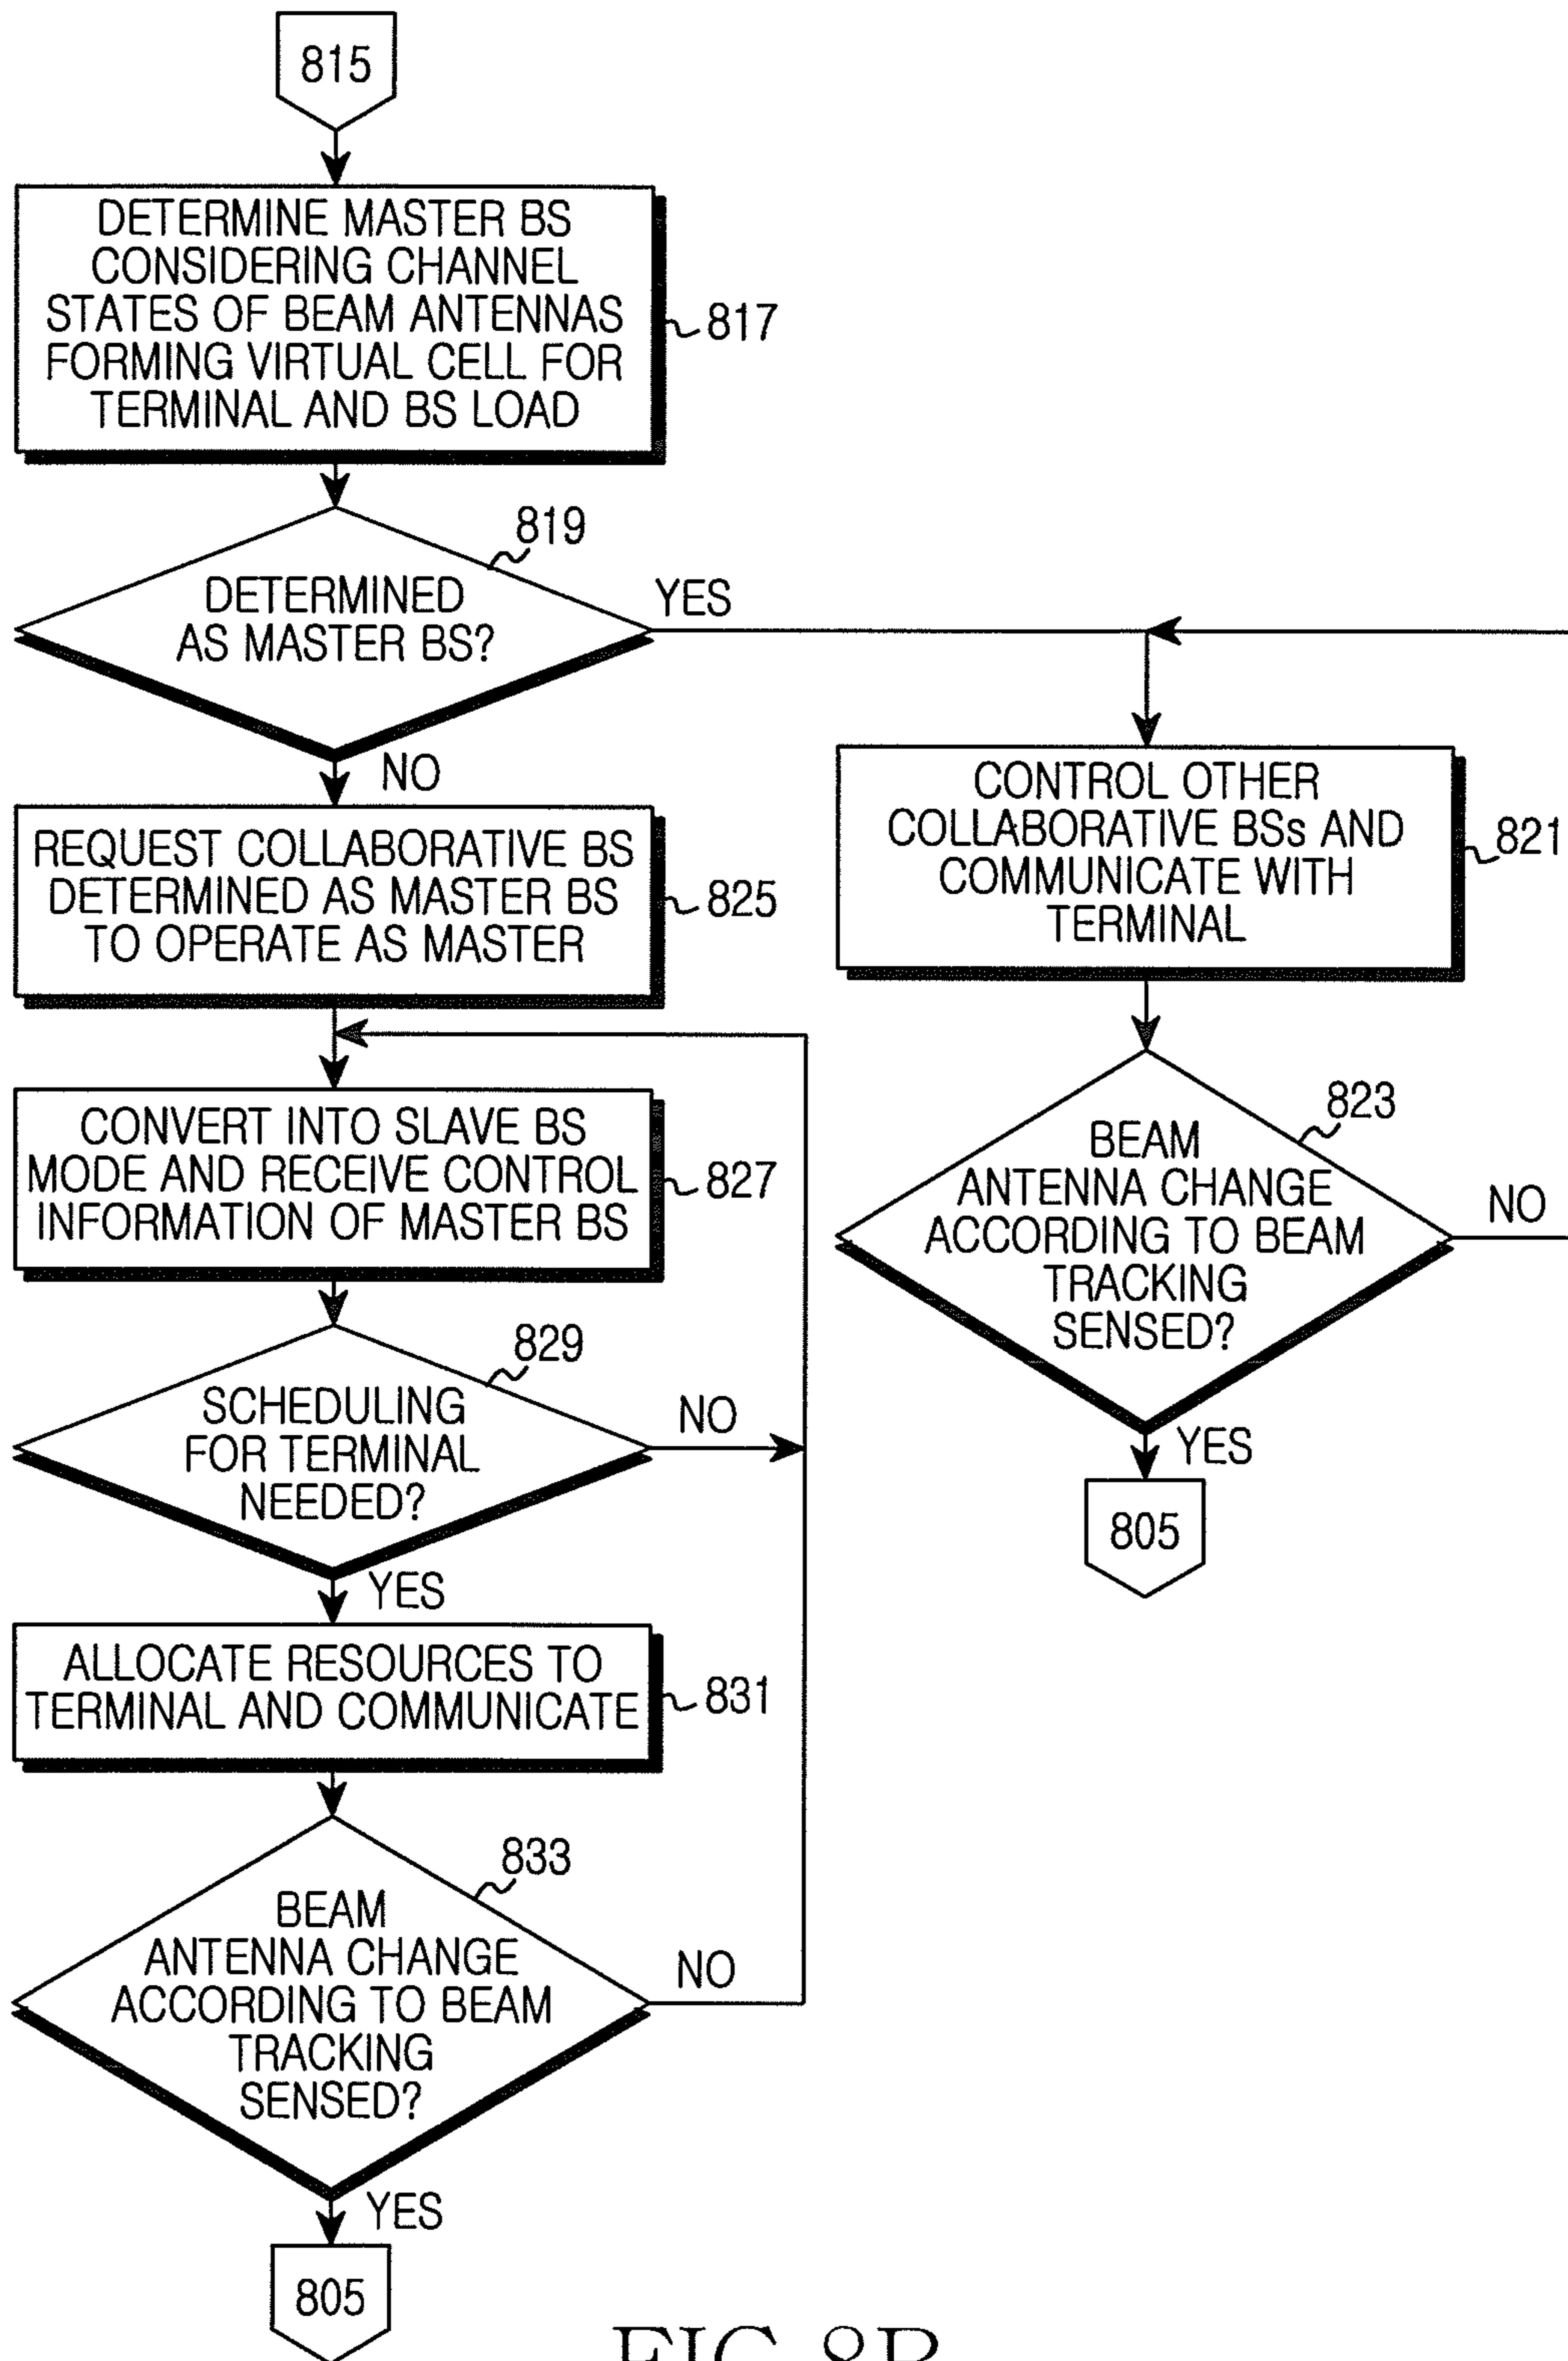 815
DETERMINE MASTER BS
CONSIDERING CHANNEL
STATES OF BEAM ANTENNAS
FORMING VIRTUAL CELL FOR
TERMINAL AND BS LOAD
817
819
DETERMINED
AS MASTER BS?
YES
NO
REQUEST COLLABORATIVE BS
DETERMINED AS MASTER BS
TO OPERATE AS MASTER
825
CONTROL OTHER
COLLABORATIVE BSs AND
COMMUNICATE WITH
TERMINAL
821
CONVERT INTO SLAVE BS
MODE AND RECEIVE CONTROL
INFORMATION OF MASTER BS
827
823
BEAM
ANTENNA CHANGE
ACCORDING TO BEAM
TRACKING
SENSED?
NO
YES
805
829
SCHEDULING
FOR TERMINAL
NEEDED?
NO
YES
ALLOCATE RESOURCES TO
TERMINAL AND COMMUNICATE
831
833
BEAM
ANTENNA CHANGE
ACCORDING TO BEAM
TRACKING
SENSED?
NO
YES
805
FIG.8B